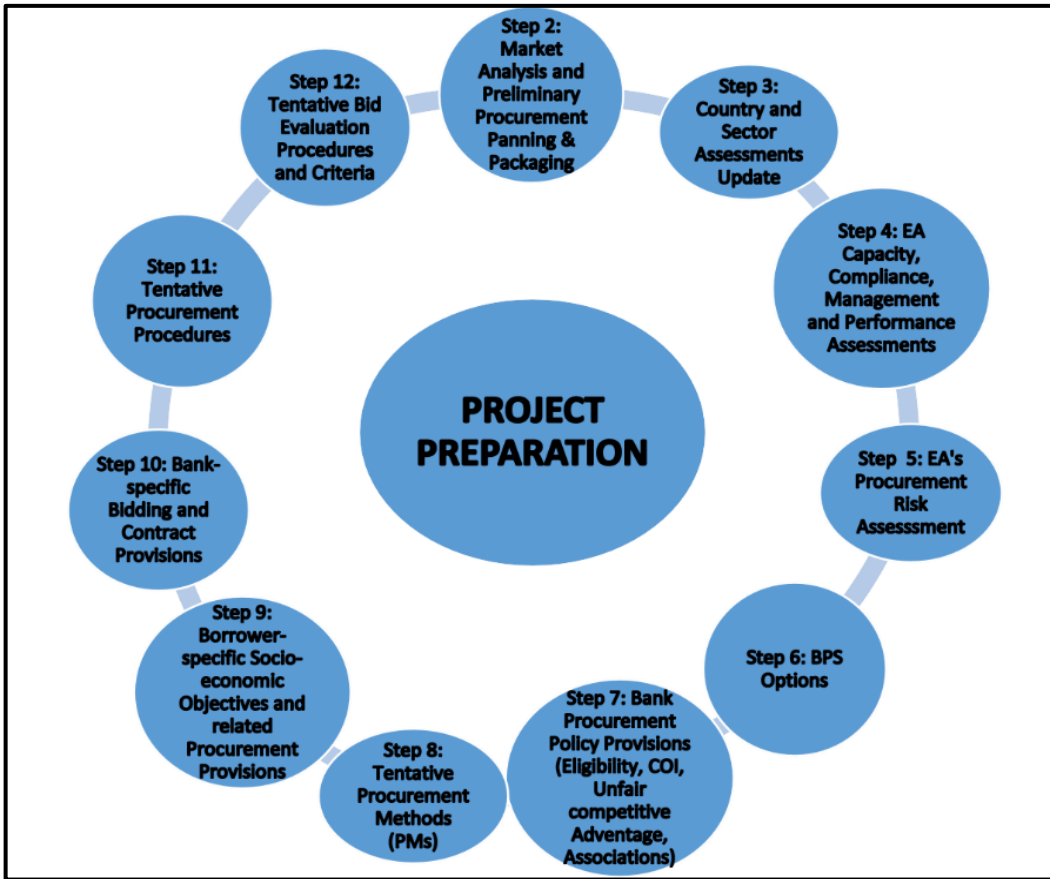 Step 2:
Market
Analysis and
Preliminary
Procurement
Panning &
Packaging
Step 3:
Country and
Sector
Assessments
Update
Step 4: EA
Capacity,
Compliance,
Management
and Performance
Assessments
Step  5: EA's
Procurement
Risk
Assesssment
Step 6: BPS
Options
Step 7: Bank
Procurement
Policy Provisions
(Eligibility, COI,
Unfair
competitive
Advantage,
Associations)
Step 8:
Tentative
Procurement
Methods
(PMs)
Step 9:
Borrower-
specific Socio-
economic
Objectives and
related
Procurement
Provisions
Step 10: Bank-
specific
Bidding and
Contract
Provisions
Step 11:
Tentative
Procurement
Procedures
Step 12:
Tentative Bid
Evaluation
Procedures
and Criteria
PROJECT
PREPARATION